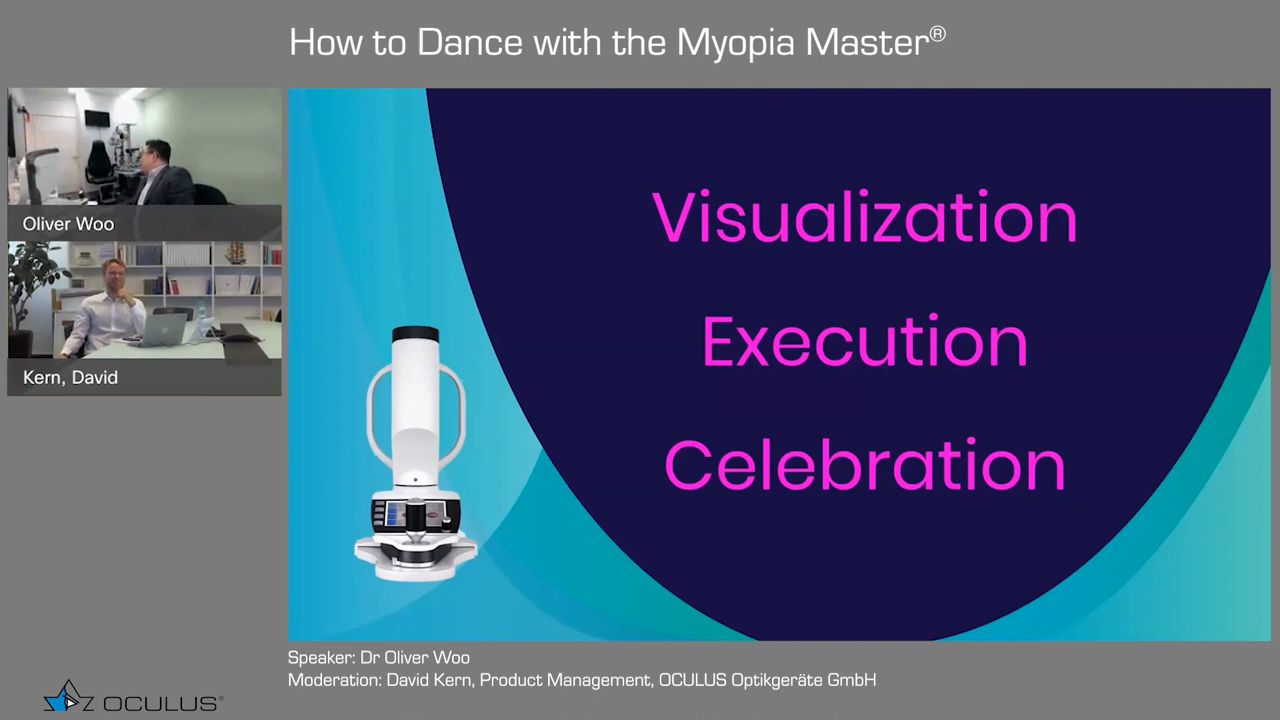 How to Dance with the Myopia Master®
Oliver Woo
Kern, David
Visualization
Execution
Celebration
Speaker: Dr Oliver Woo
Moderation: David Kern, Product Management, OCULUS Optikgeräte GmbH
OCULUS®